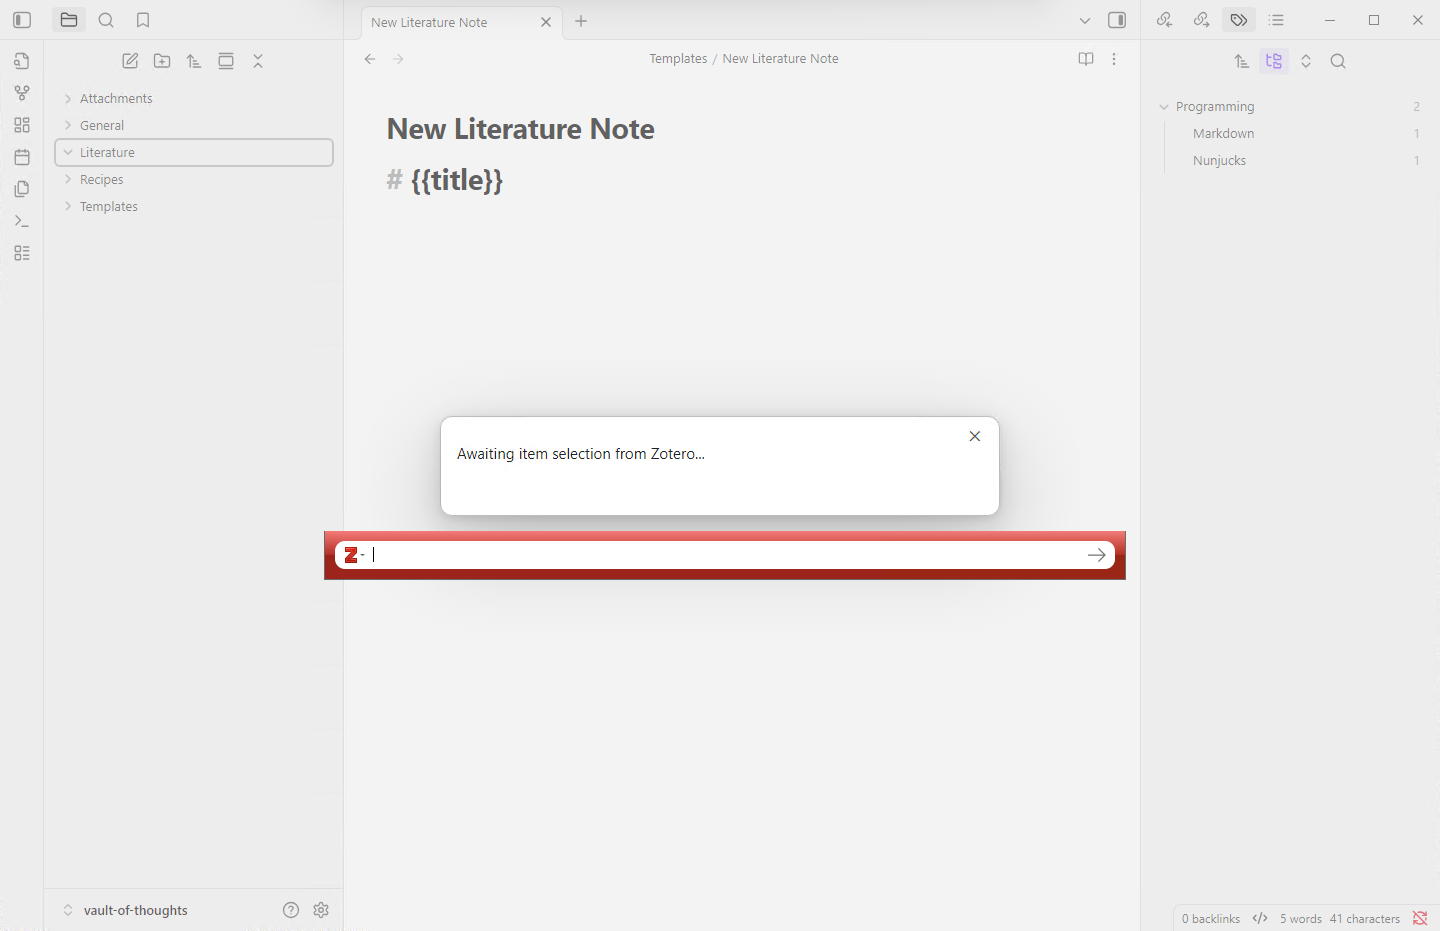 New Literature Note
Templates / New Literature Note
Attachments
General
Literature
Recipes
Templates
New Literature Note
# {{title}}
Awaiting item selection from Zotero...
Z
Programming 2
Markdown 1
Nunjucks 1
vault-of-thoughts
0 backlinks </> 5 words 41 characters